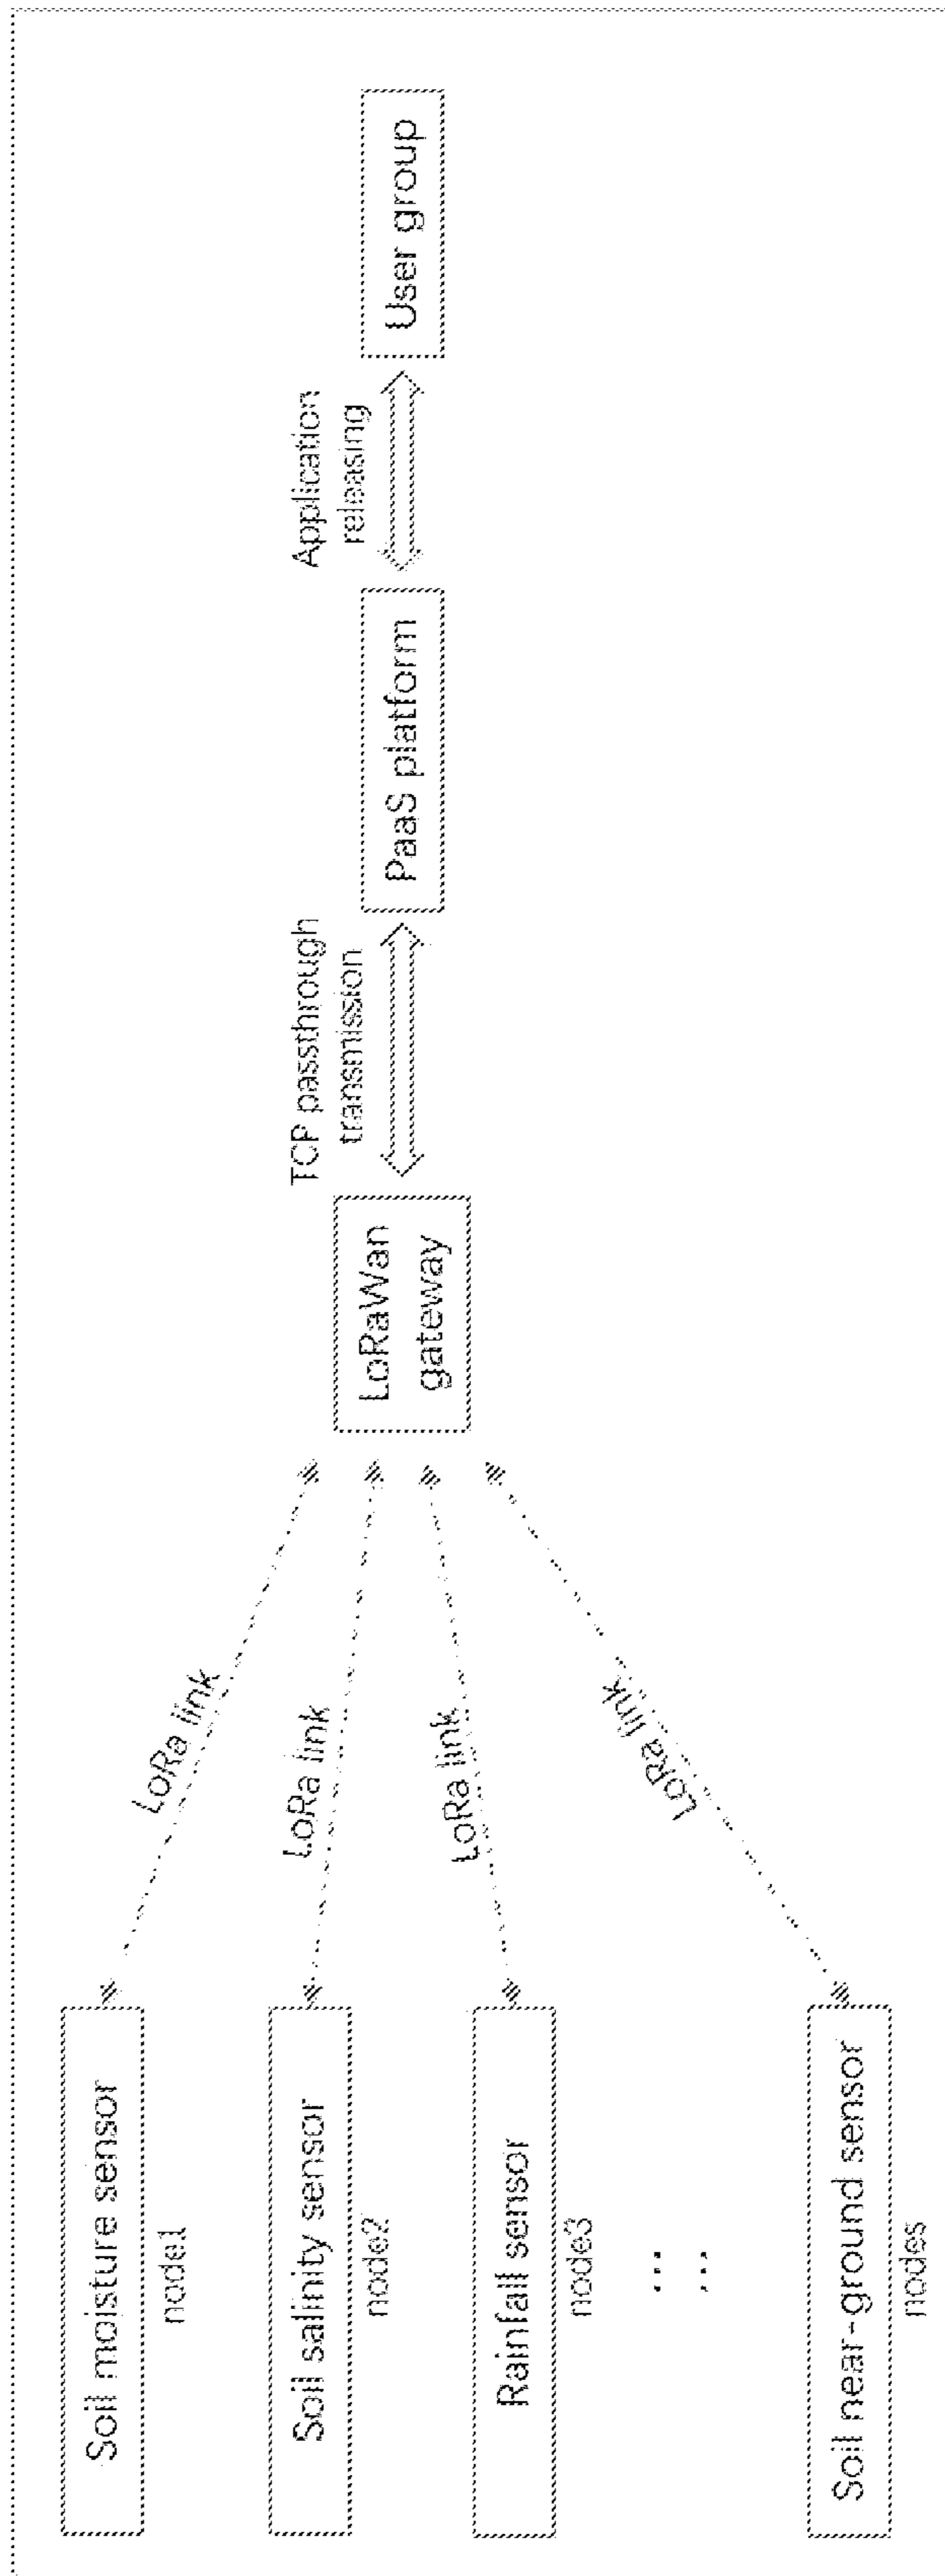 Soil moisture sensor
node1
Soil salinity sensor
node2
Rainfall sensor
node3
... ...
Soil near-ground sensor
nodes
LoRa link
LoRa link
LoRa link
LoRa link
LoRaWan
gateway
TCP passthrough
transmission
PaaS platform
Application
releasing
User group